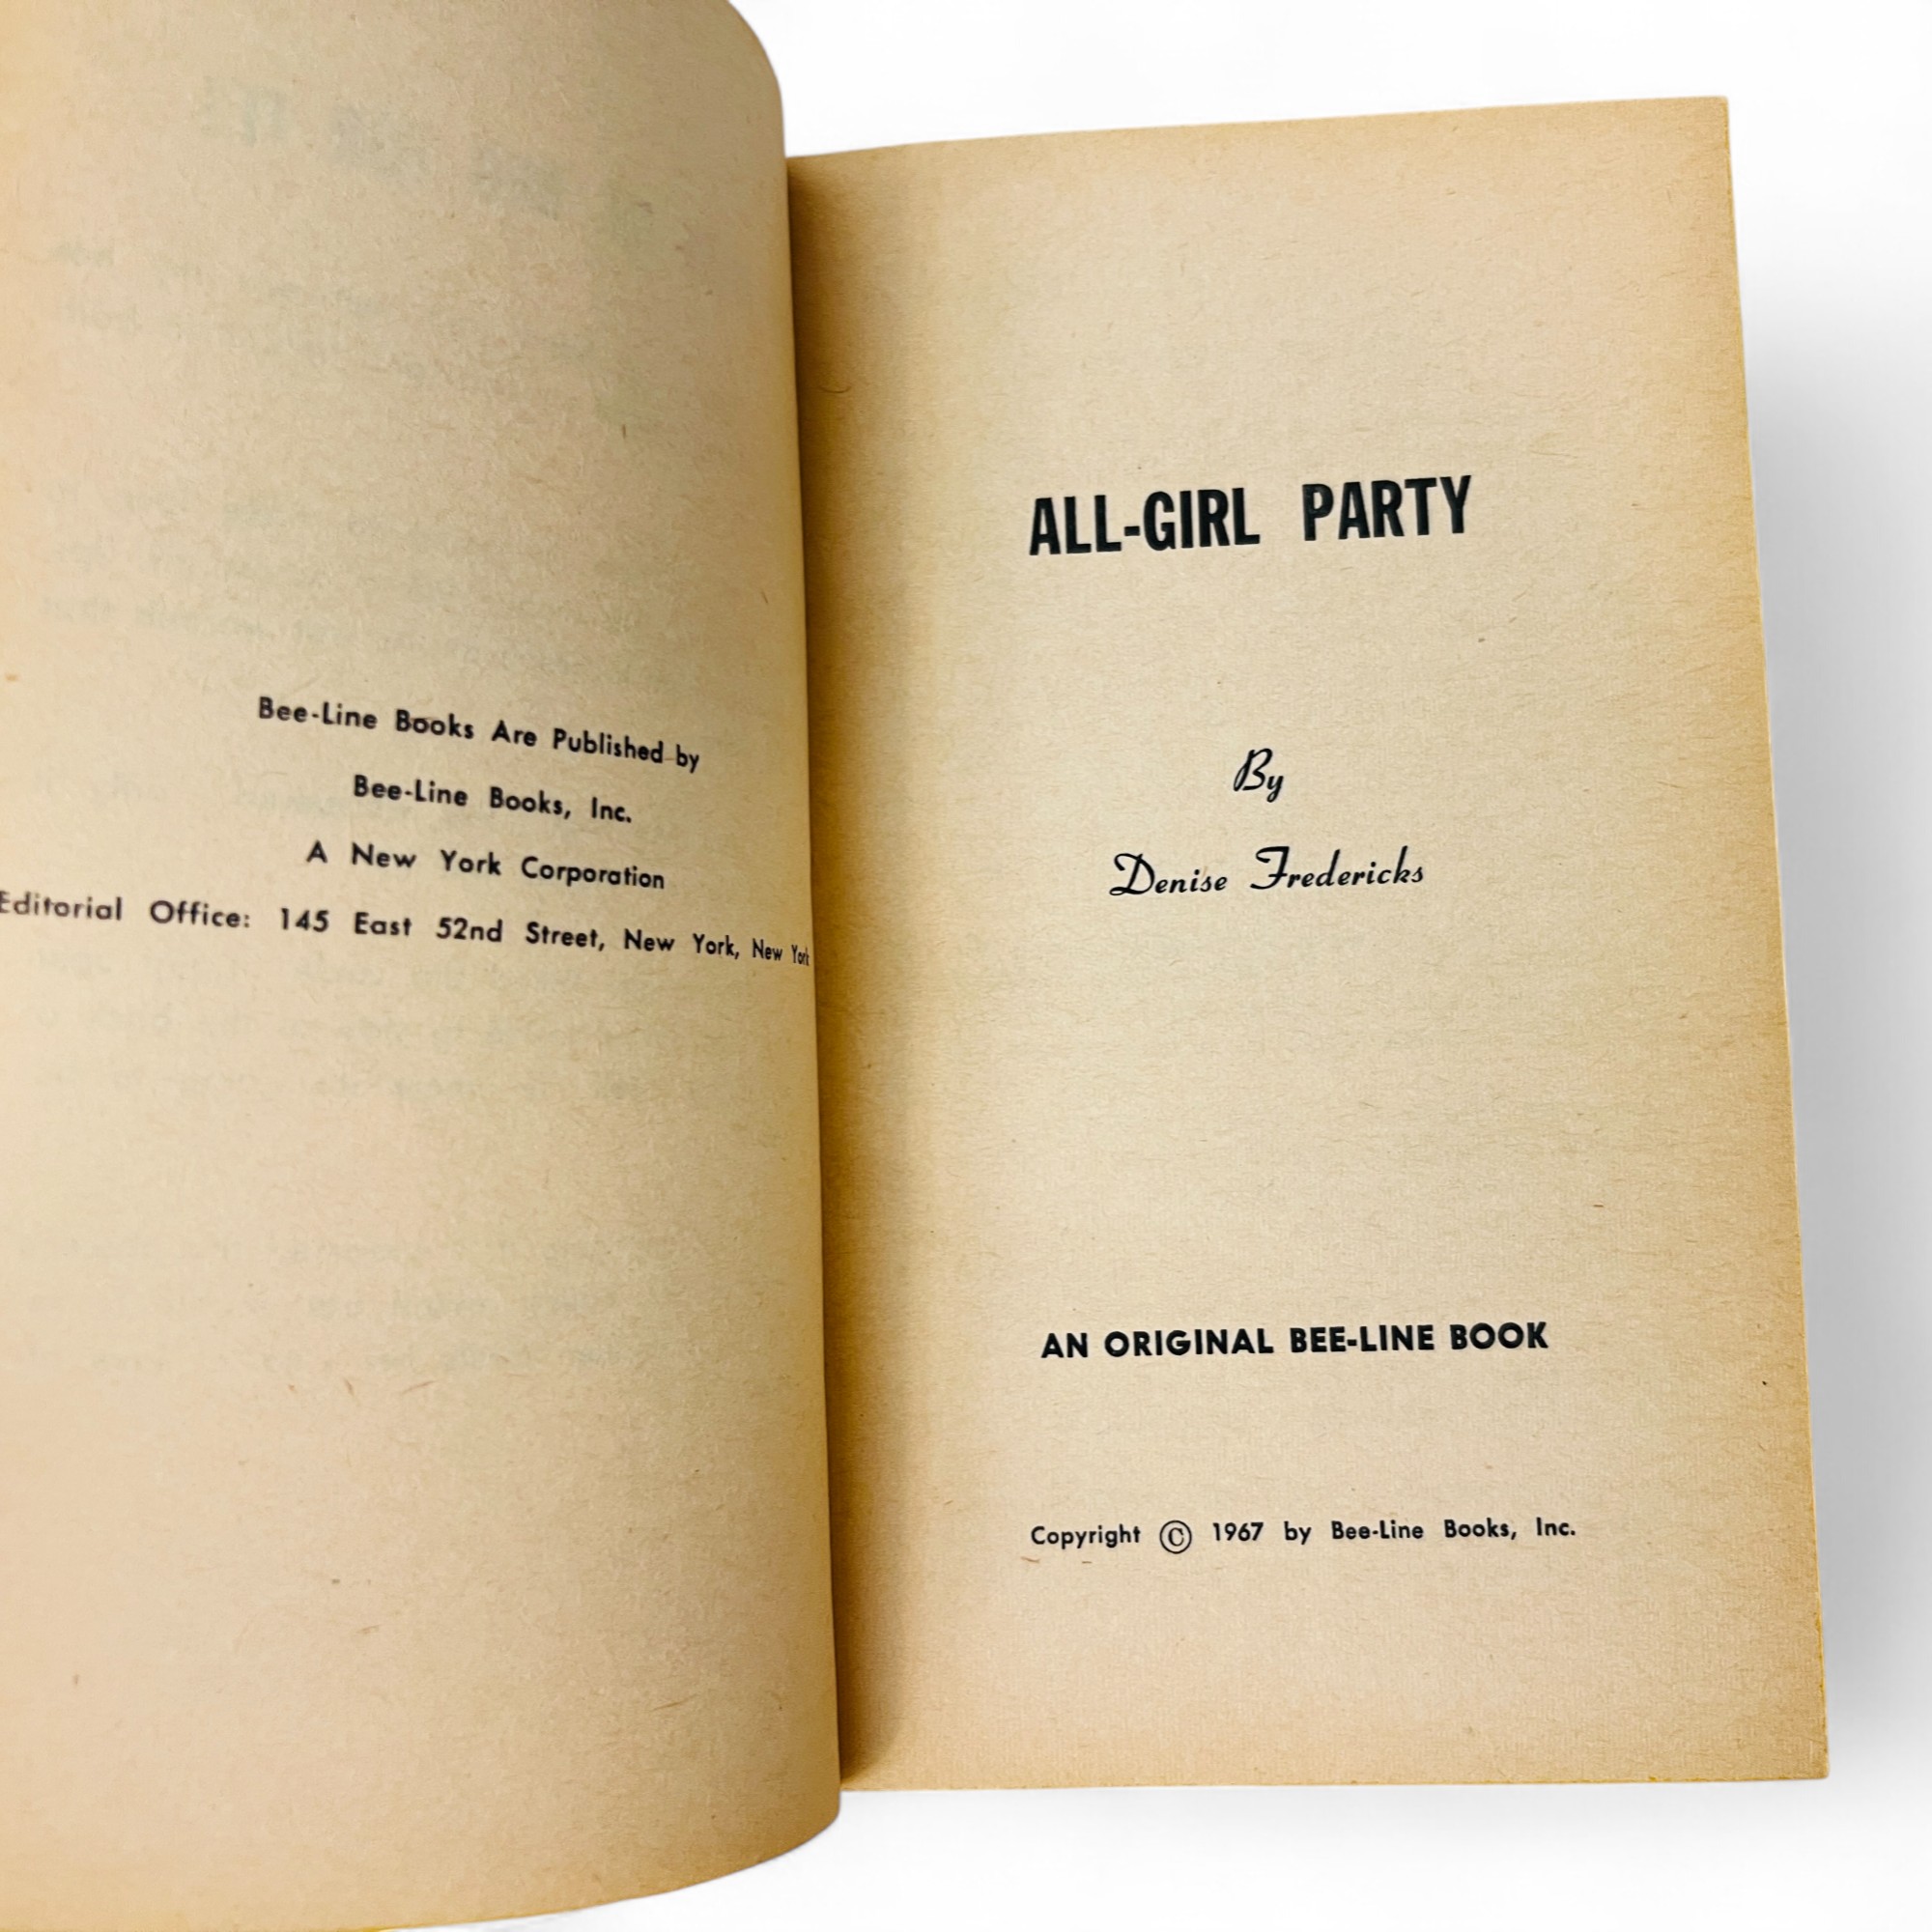 Bee-Line Books Are Published by
Bee-Line Books, Inc.
A New York Corporation
Editorial Office: 145 East 52nd Street, New York, New York
ALL-GIRL PARTY
By
Denise Fredericks
AN ORIGINAL BEE-LINE BOOK
Copyright © 1967 by Bee-Line Books, Inc.